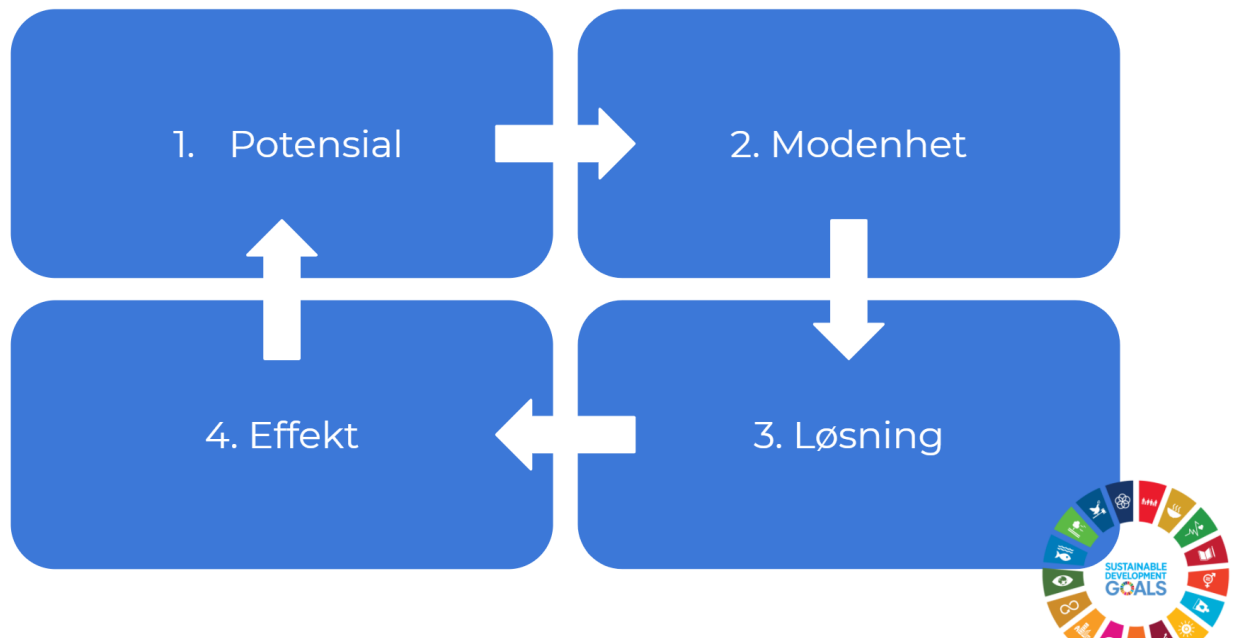 1. Potensial
2. Modenhet
3. Løsning
4. Effekt
SUSTAINABLE
DEVELOPMENT
GOALS